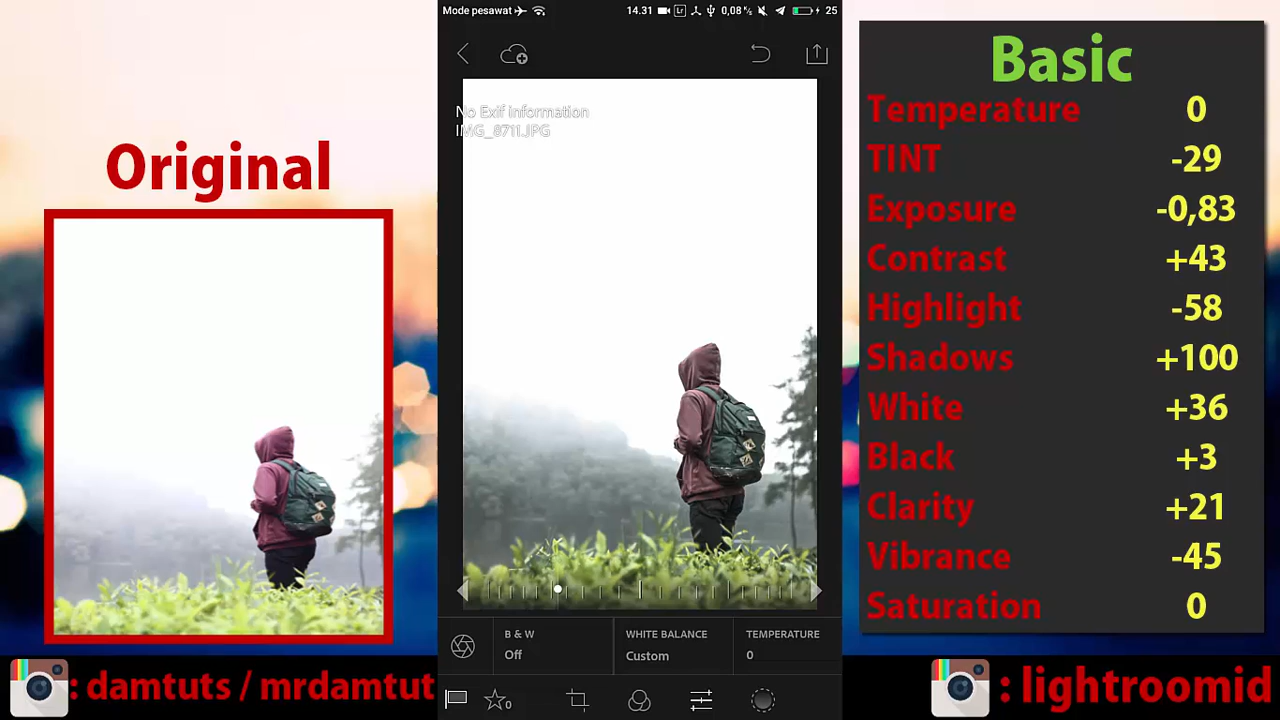 Original
: damtuts / mrdamtut
Mode pesawat 14.31 Lr 0,08 % 25
No Exif information
IMG_8711.JPG
B & W
Off
WHITE BALANCE
Custom
TEMPERATURE
0
0
Basic
Temperature 0
TINT -29
Exposure -0,83
Contrast +43
Highlight -58
Shadows +100
White +36
Black +3
Clarity +21
Vibrance -45
Saturation 0
: lightroomid